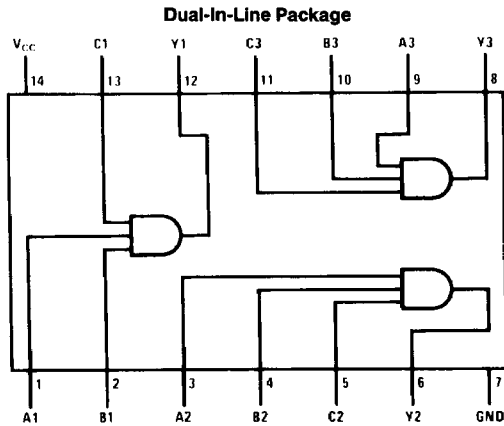 Dual-In-Line Package
VCC C1 Y1 C3 B3 A3 Y3
14 13 12 11 10 9 8
1 2 3 4 5 6 7
A1 B1 A2 B2 C2 Y2 GND